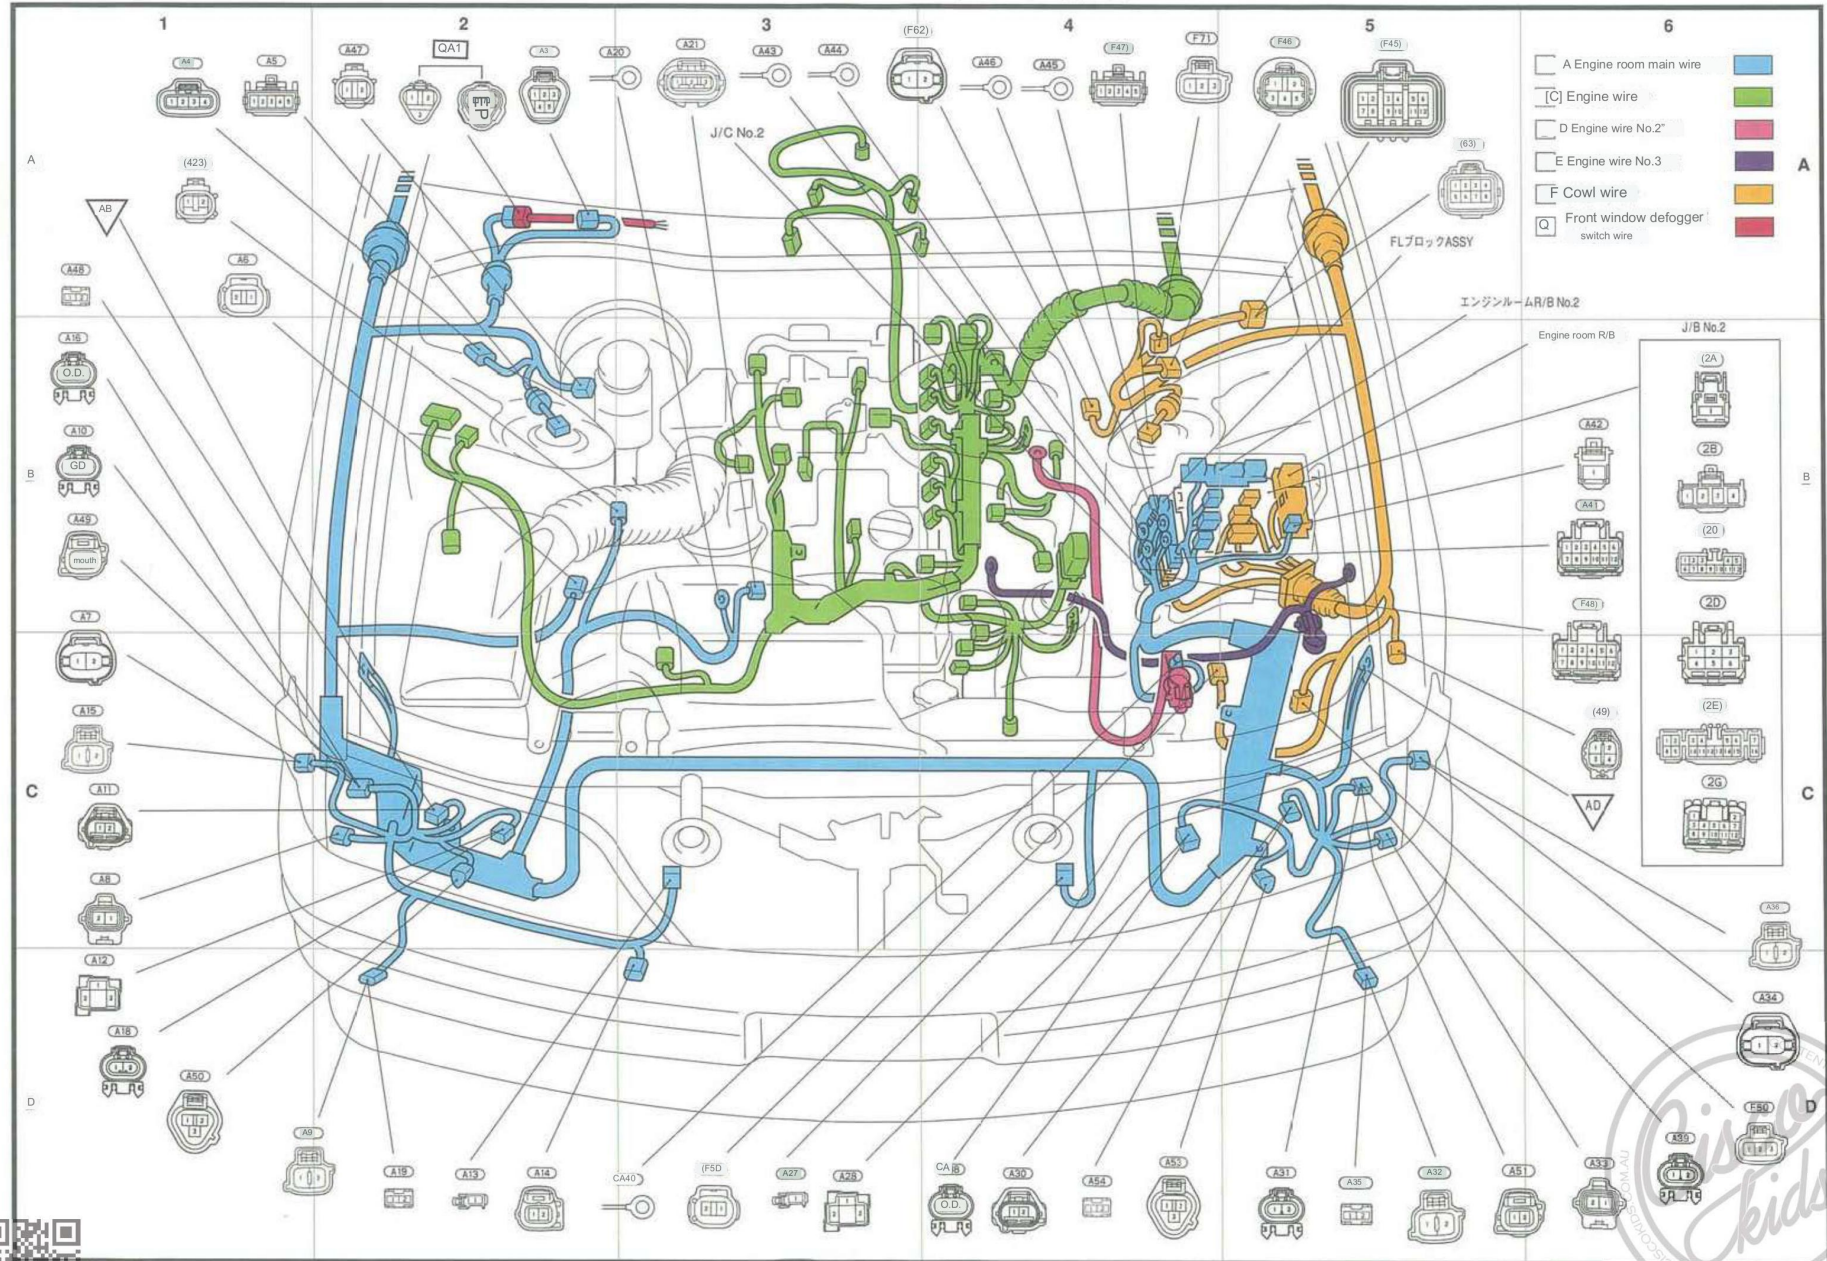 1 2 3 4 5 6
A4 A5 A47 QA1 A3 A20 A21 A43 A44 (F62) A46 A45 F47) F71 F46 (F45)
A Engine room main wire
[C] Engine wire
D Engine wire No.2"
E Engine wire No.3
F Cowl wire
Q Front window defogger
switch wire
J/C No.2
A
A
(423)
(63)
AB
FLブロックASSY
A6
A48
エンジンルームR/B No.2
Engine room R/B
J/B No.2
A16
O.D.
(2A
A10
GD
A42
2B
B
B
A49
mouth
A41
(20
A7
F48)
2D
A15
(49)
(2E)
C
A11
AD
2G
C
A8
A36
A12
A34
A18
A50
D
F50
D
A9
A39
A19
A13
A14
CA40
(F5D
A27
A28
CA 8
O.D.
A30
A54
A53
A31
A35
A32
A51
A33
Cisco
kids